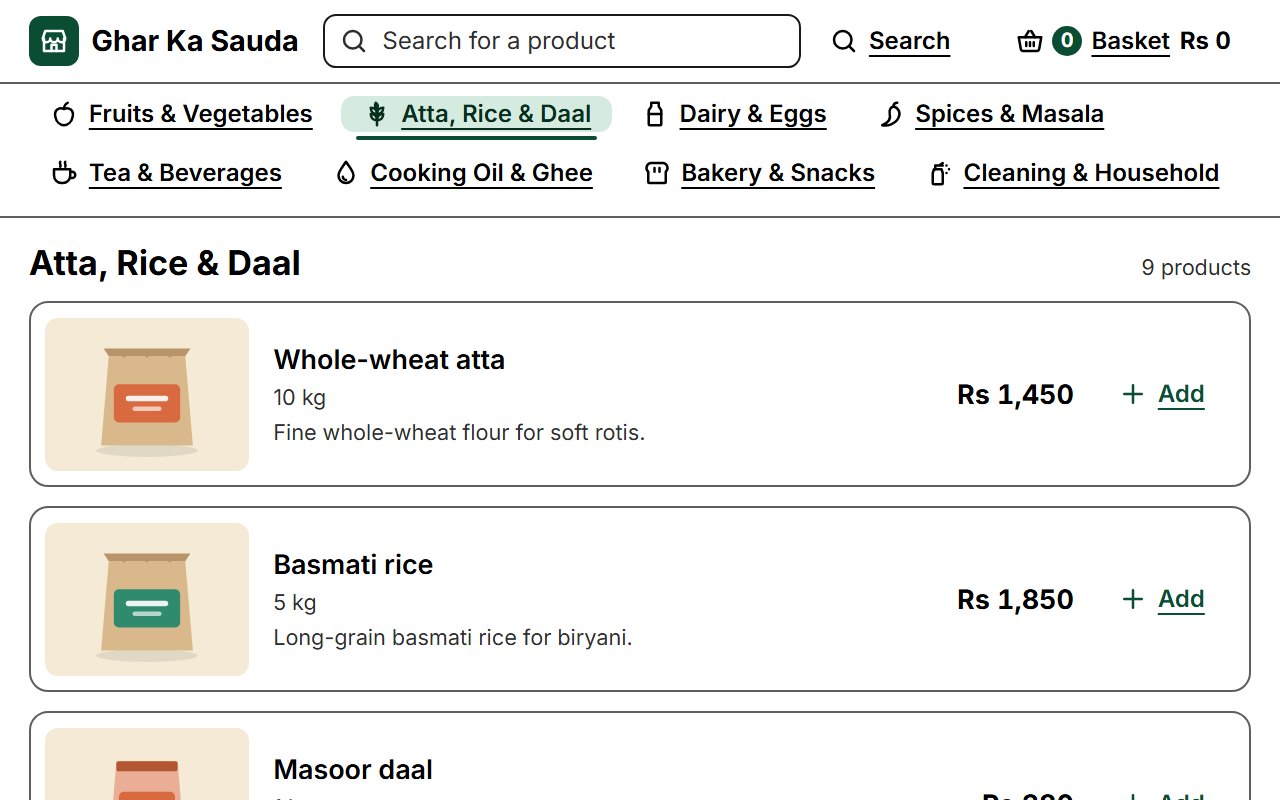 Ghar Ka Sauda
Search for a product
Search
0 Basket Rs 0
Fruits & Vegetables
Atta, Rice & Daal
Dairy & Eggs
Spices & Masala
Tea & Beverages
Cooking Oil & Ghee
Bakery & Snacks
Cleaning & Household
Atta, Rice & Daal
9 products
Whole-wheat atta
10 kg
Fine whole-wheat flour for soft rotis.
Rs 1,450
Add
Basmati rice
5 kg
Long-grain basmati rice for biryani.
Rs 1,850
Add
Masoor daal
Add